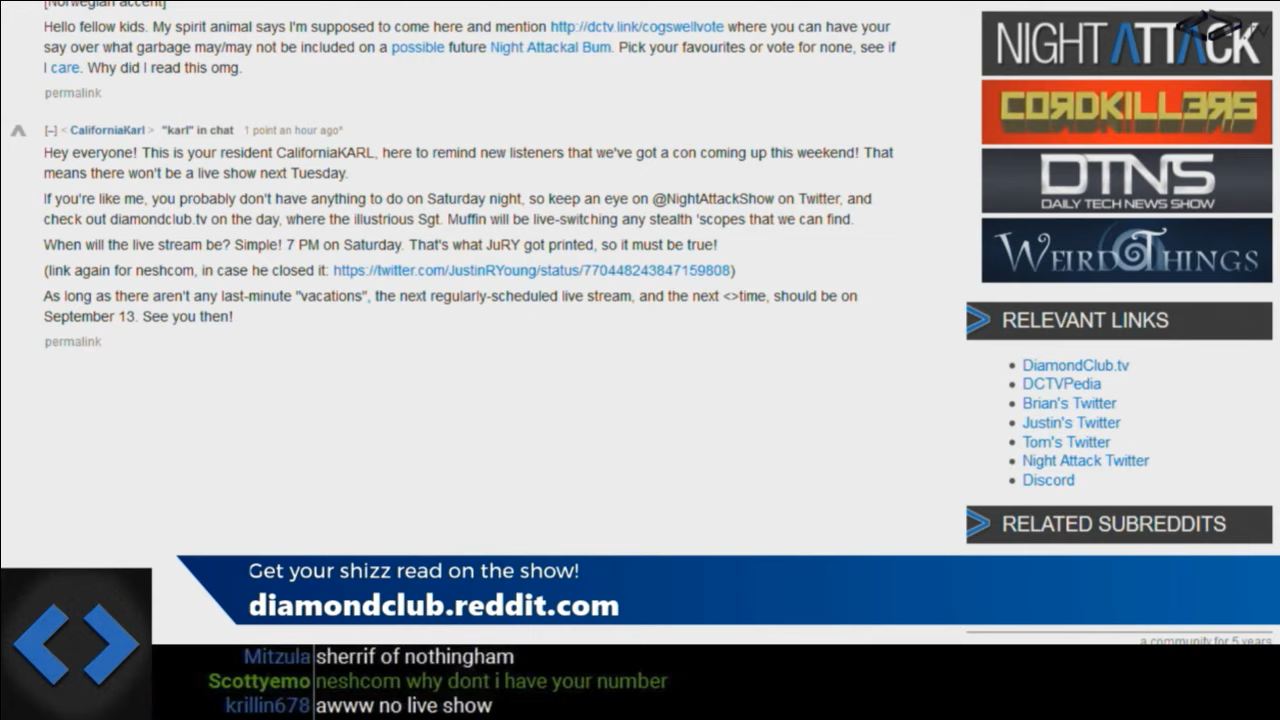 [Norwegian accent]
Hello fellow kids. My spirit animal says I'm supposed to come here and mention http://dctv.link/cogswellvote where you can have your
say over what garbage may/may not be included on a possible future Night Attackal Bum. Pick your favourites or vote for none, see if
I care. Why did I read this omg.
permalink
[–] < CaliforniaKarl > "karl" in chat 1 point an hour ago*
Hey everyone! This is your resident CaliforniaKARL, here to remind new listeners that we've got a con coming up this weekend! That
means there won't be a live show next Tuesday.
If you're like me, you probably don't have anything to do on Saturday night, so keep an eye on @NightAttackShow on Twitter, and
check out diamondclub.tv on the day, where the illustrious Sgt. Muffin will be live-switching any stealth 'scopes that we can find.
When will the live stream be? Simple! 7 PM on Saturday. That's what JuRY got printed, so it must be true!
(link again for neshcom, in case he closed it: https://twitter.com/JustinRYoung/status/770448243847159808)
As long as there aren't any last-minute "vacations", the next regularly-scheduled live stream, and the next <>time, should be on
September 13. See you then!
permalink
NIGHT ATTACK
CORDKILLERS
DTNS
DAILY TECH NEWS SHOW
WEIRD THINGS
RELEVANT LINKS
DiamondClub.tv
DCTVPedia
Brian's Twitter
Justin's Twitter
Tom's Twitter
Night Attack Twitter
Discord
RELATED SUBREDDITS
a community for 5 years
Get your shizz read on the show!
diamondclub.reddit.com
Mitzula sherrif of nothingham
Scottyemo neshcom why dont i have your number
krillin678 awww no live show